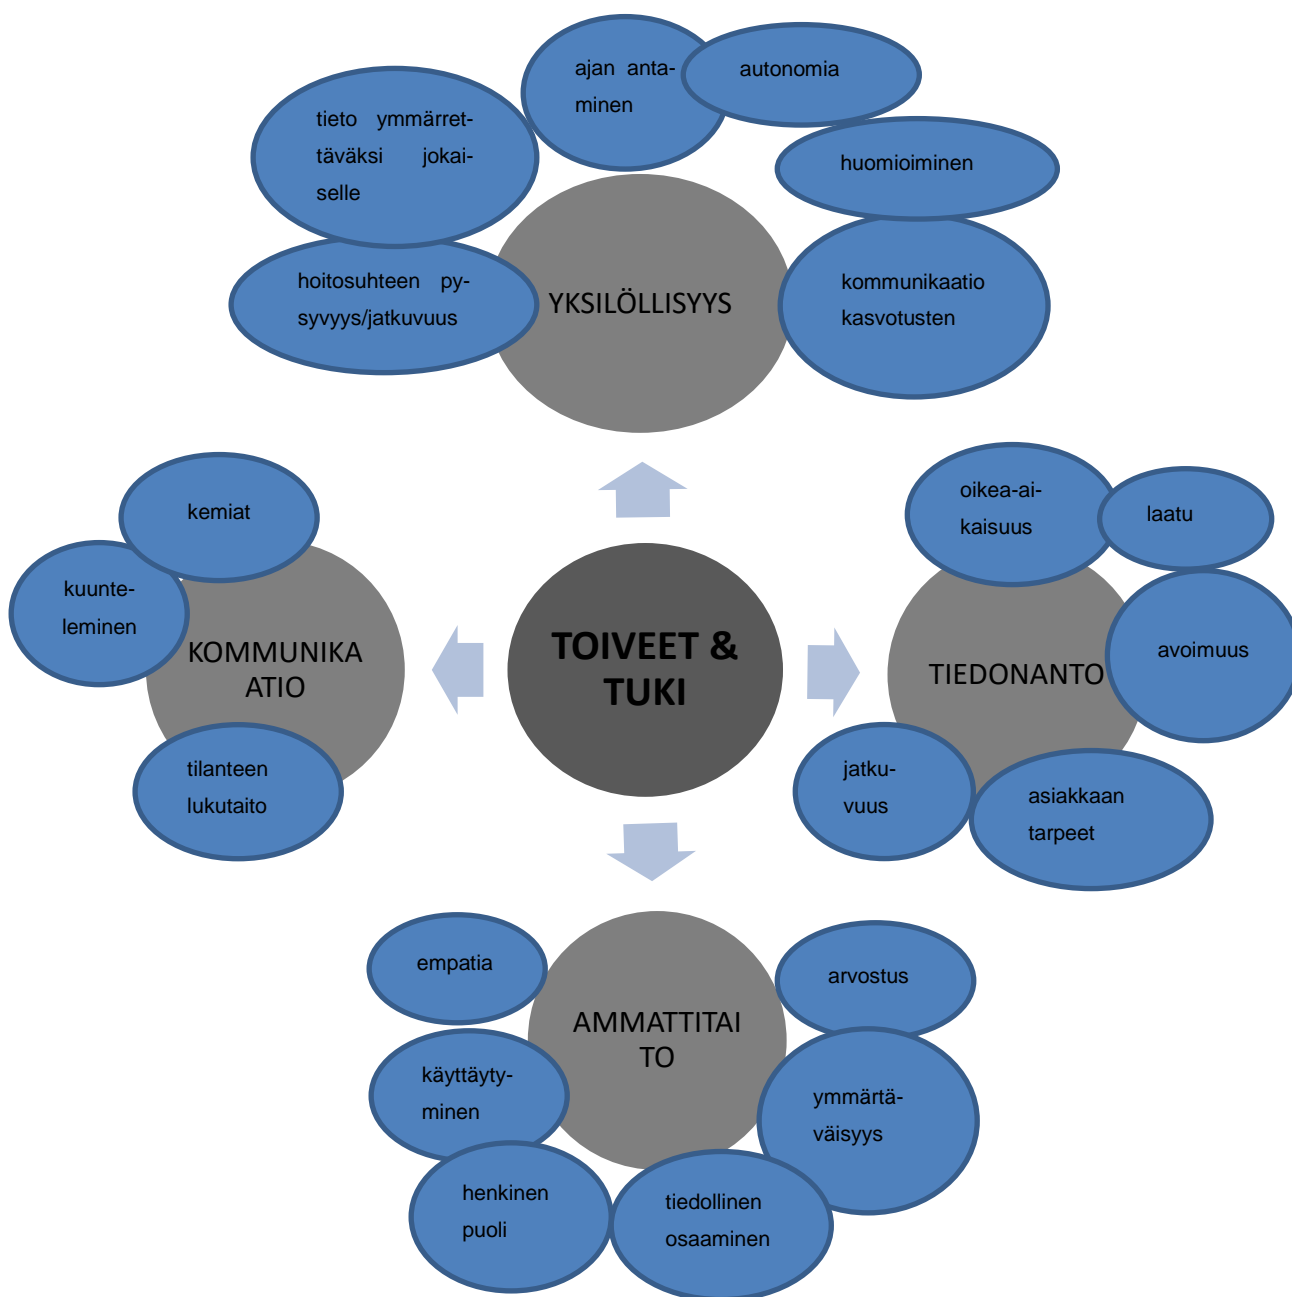 ajan anta-
minen
autonomia
tieto ymmärret-
täväksi jokai-
selle
huomioiminen
hoitosuhteen py-
syvyys/jatkuvuus
YKSILÖLLISYYS
kommunikaatio
kasvotusten
kemiat
kuunte-
leminen
KOMMUNIKA
ATIO
tilanteen
lukutaito
TOIVEET &
TUKI
oikea-ai-
kaisuus
laatu
avoimuus
TIEDONANTO
jatku-
vuus
asiakkaan
tarpeet
empatia
arvostus
AMMATTITAI
TO
käyttäyty-
minen
ymmärtä-
väisyys
henkinen
puoli
tiedollinen
osaaminen